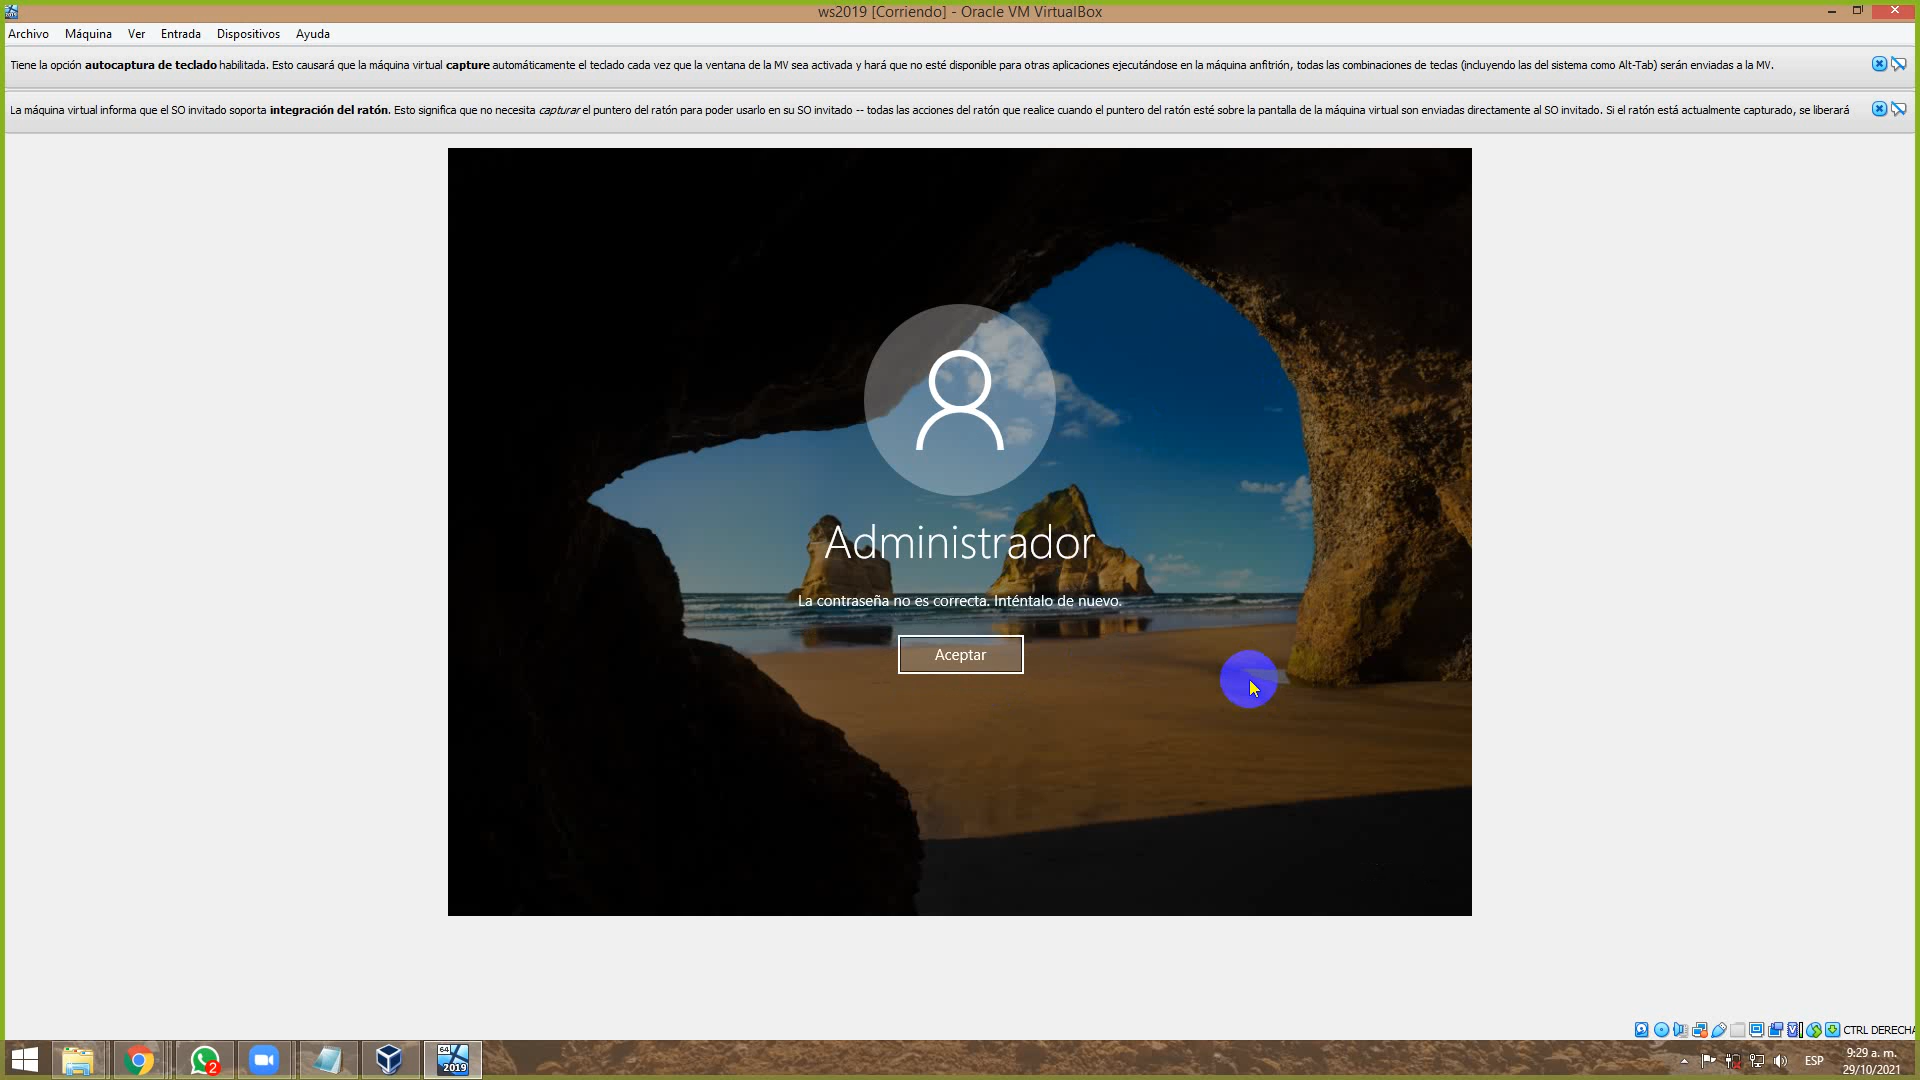 ws2019 [Corriendo] - Oracle VM VirtualBox
Archivo Máquina Ver Entrada Dispositivos Ayuda
Tiene la opción autocaptura de teclado habilitada. Esto causará que la máquina virtual capture automáticamente el teclado cada vez que la ventana de la MV sea activada y hará que no esté disponible para otras aplicaciones ejecutándose en la máquina anfitrión, todas las combinaciones de teclas (incluyendo las del sistema como Alt-Tab) serán enviadas a la MV.
La máquina virtual informa que el SO invitado soporta integración del ratón. Esto significa que no necesita capturar el puntero del ratón para poder usarlo en su SO invitado -- todas las acciones del ratón que realice cuando el puntero del ratón esté sobre la pantalla de la máquina virtual son enviadas directamente al SO invitado. Si el ratón está actualmente capturado, se liberará
Administrador
La contraseña no es correcta. Inténtalo de nuevo.
Aceptar
CTRL DERECHA
2
64
2019
ESP
9:29 a. m.
29/10/2021